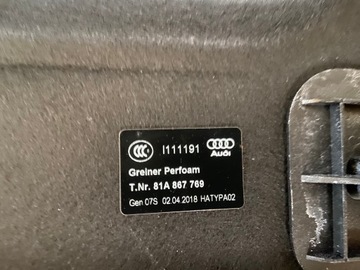 I111191
Audi
Greiner Perfoam
T.Nr. 81A 867 769
Gen 07S 02.04.2018 HATYPA02